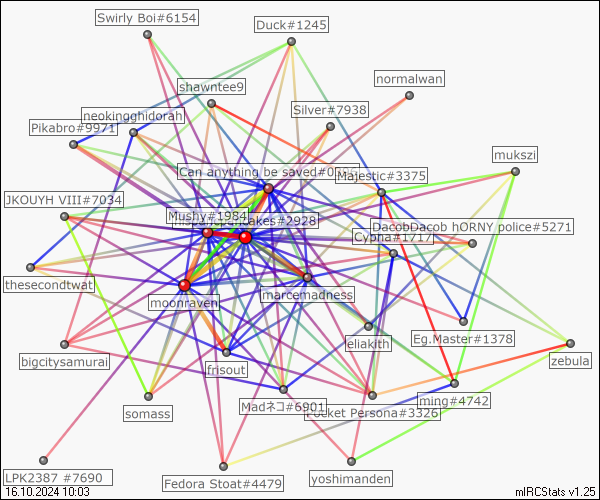 Swirly Boi#6154
Duck#1245
normalwan
shawntee9
Silver#7938
neokingghidorah
Pikabro#9971
mukszi
Can anything be saved#0
Majestic#3375
JKOUYH VIII#7034
Mushy#1984
cakes#2928
DacobDacob hORNY police#5271
Cypha#1717
thesecondtwat
moonraven
marcemadness
eliakith
Eg.Master#1378
bigcitysamurai
frisout
zebula
somass
Madネコ#6901
Pocket Persona#3326
ming#4742
LPK2387 #7690
Fedora Stoat#4479
yoshimanden
16.10.2024 10:03
mIRCStats v1.25